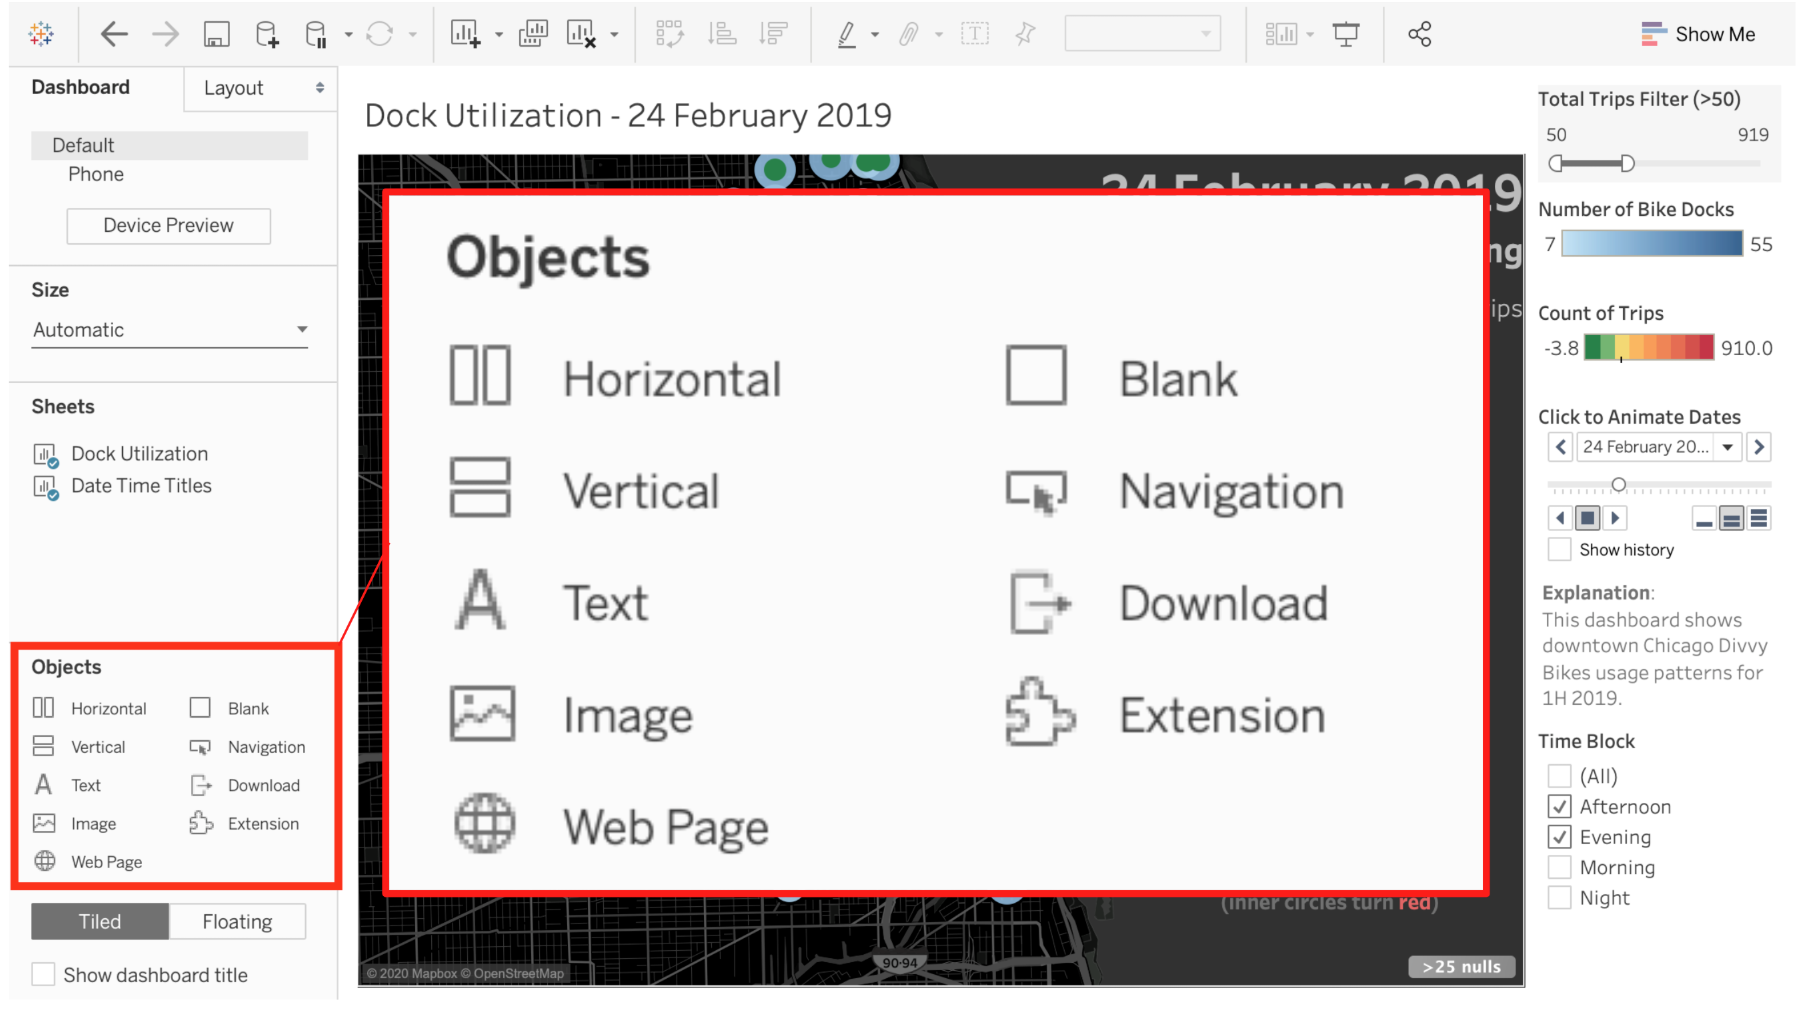 Show Me
Dashboard
Layout
Default
Phone
Device Preview
Size
Automatic
Sheets
Dock Utilization
Date Time Titles
Objects
Horizontal
Blank
Vertical
Navigation
Text
Download
Image
Extension
Web Page
Tiled
Floating
Show dashboard title
Dock Utilization - 24 February 2019
24 February 2019
ng
ips
Objects
Horizontal
Blank
Vertical
Navigation
Text
Download
Image
Extension
Web Page
(inner circles turn red)
90-94
© 2020 Mapbox © OpenStreetMap
>25 nulls
Total Trips Filter (>50)
50 919
Number of Bike Docks
7 55
Count of Trips
-3.8 910.0
Click to Animate Dates
24 February 20...
Show history
Explanation:
This dashboard shows
downtown Chicago Divvy
Bikes usage patterns for
1H 2019.
Time Block
(All)
Afternoon
Evening
Morning
Night